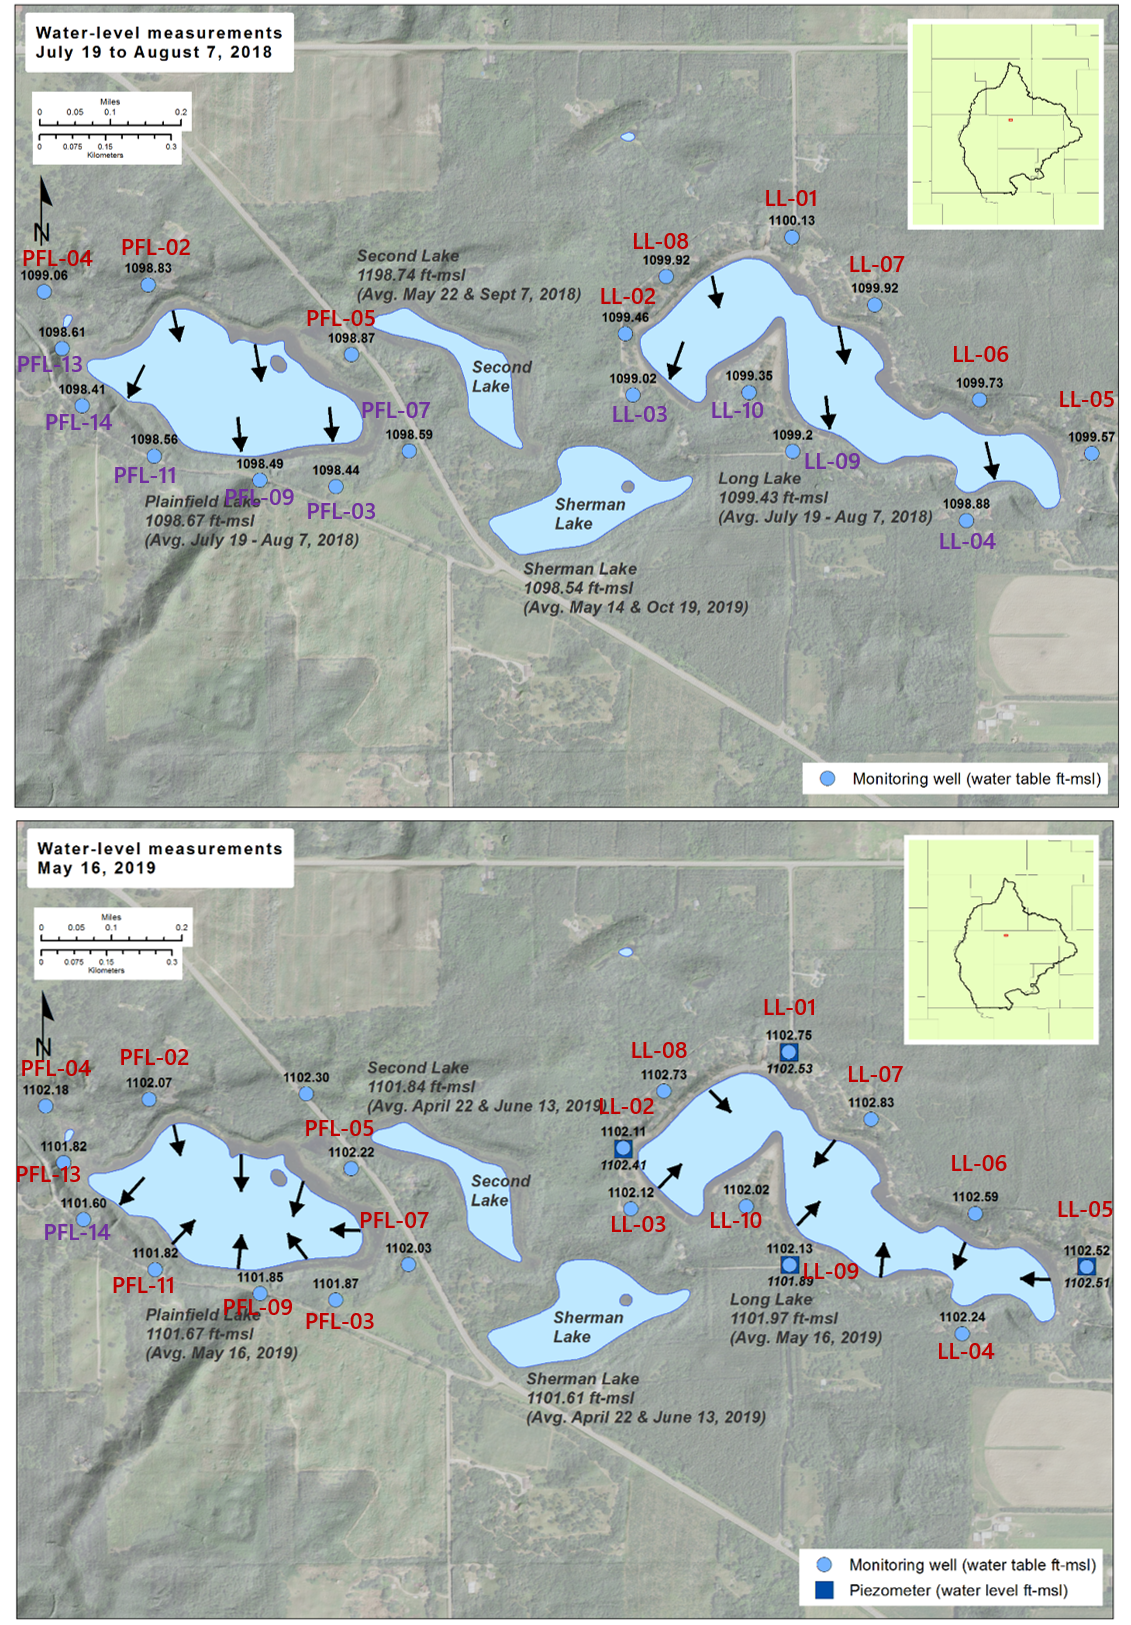 Water-level measurements
July 19 to August 7, 2018
Miles
0 0.05 0.1 0.2
0 0.075 0.15 0.3
Kilometers
N
LL-01
1100.13
PFL-04
1099.06
PFL-02
1098.83
LL-08
1099.92
LL-07
1099.92
Second Lake
1198.74 ft-msl
(Avg. May 22 & Sept 7, 2018)
LL-02
1099.46
PFL-05
1098.87
1098.61
PFL-13
LL-06
1099.73
Second
Lake
1099.02
LL-03
1099.35
LL-10
1098.41
PFL-14
PFL-07
1098.59
LL-05
1099.57
1098.56
PFL-11
1099.2
LL-09
1098.49
PFL-09
1098.44
PFL-03
Plainfield Lake
1098.67 ft-msl
(Avg. July 19 - Aug 7, 2018)
Sherman
Lake
Long Lake
1099.43 ft-msl
(Avg. July 19 - Aug 7, 2018)
1098.88
LL-04
Sherman Lake
1098.54 ft-msl
(Avg. May 14 & Oct 19, 2019)
Monitoring well (water table ft-msl)
Water-level measurements
May 16, 2019
Miles
0 0.05 0.1 0.2
0 0.075 0.15 0.3
Kilometers
N
LL-01
1102.75
1102.53
PFL-04
1102.18
PFL-02
1102.07
1102.30
LL-08
1102.73
LL-07
1102.83
Second Lake
1101.84 ft-msl
(Avg. April 22 & June 13, 2019)
LL-02
1102.11
1102.41
PFL-05
1102.22
1101.82
PFL-13
LL-06
1102.59
Second
Lake
1102.12
LL-03
1102.02
LL-10
1101.60
PFL-14
PFL-07
1102.03
LL-05
1102.52
1102.51
1101.82
PFL-11
1102.13
1101.89
LL-09
1101.85
PFL-09
1101.87
PFL-03
Plainfield Lake
1101.67 ft-msl
(Avg. May 16, 2019)
Sherman
Lake
Long Lake
1101.97 ft-msl
(Avg. May 16, 2019)
1102.24
LL-04
Sherman Lake
1101.61 ft-msl
(Avg. April 22 & June 13, 2019)
Monitoring well (water table ft-msl)
Piezometer (water level ft-msl)